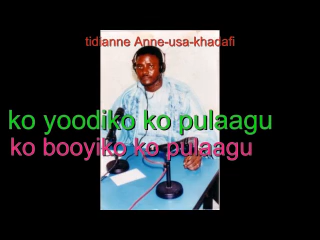 tidianne Anne-usa-khadafi
ko yoodiko ko pulaagu
ko booyiko ko pulaagu